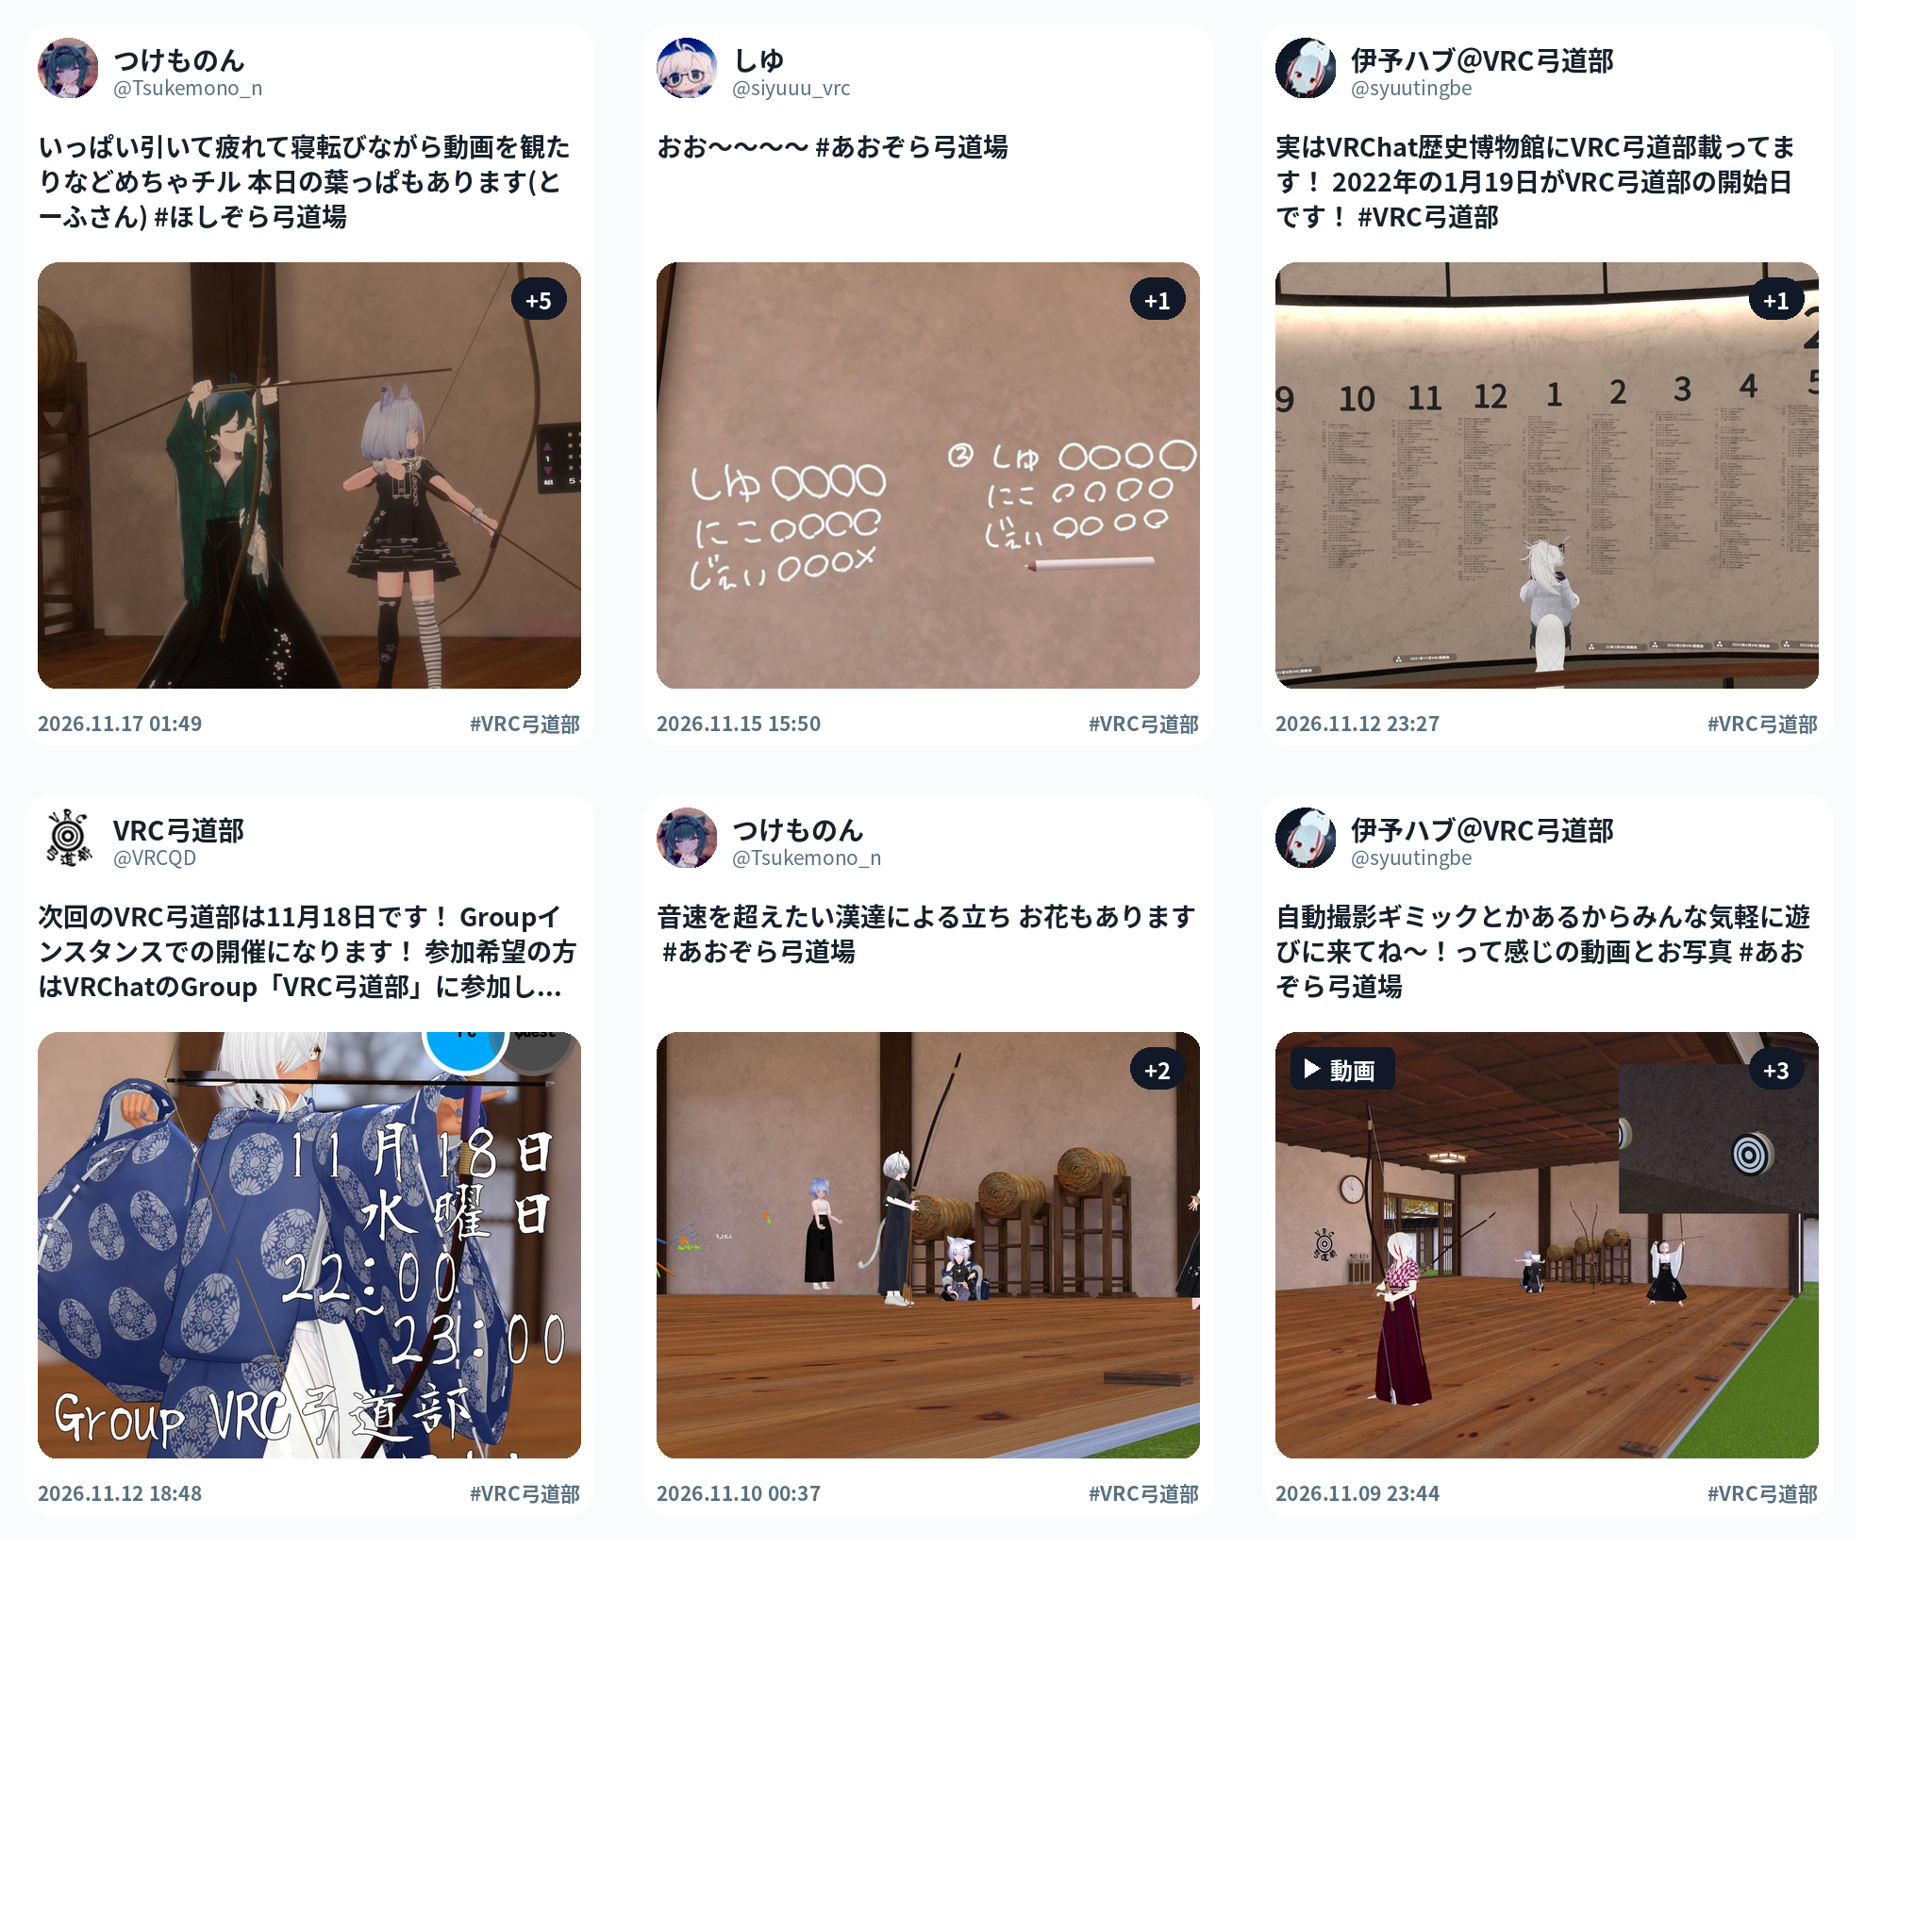 つけものん
@Tsukemono_n
いっぱい引いて疲れて寝転びながら動画を観た
りなどめちゃチル 本日の葉っぱもあります(と
ーふさん) #ほしぞら弓道場
+5
1
ALL
5
2026.11.17 01:49
#VRC弓道部
しゆ
@siyuuu_vrc
おお〜〜〜〜 #あおぞら弓道場
+1
しゆ○○○○
にこ○○○○
じぇい○○○×
② しゆ ○○○○
にこ ○○○○
じぇい ○○○○
2026.11.15 15:50
#VRC弓道部
伊予ハブ@VRC弓道部
@syuutingbe
実はVRChat歴史博物館にVRC弓道部載ってま
す！ 2022年の1月19日がVRC弓道部の開始日
です！ #VRC弓道部
+1
2
9 10 11 12 1 2 3 4 5
2026.11.12 23:27
#VRC弓道部
VRC弓道部
@VRCQD
次回のVRC弓道部は11月18日です！ Groupイ
ンスタンスでの開催になります！ 参加希望の方
はVRChatのGroup「VRC弓道部」に参加し...
Quest
11月18日
水曜日
22:00
〜
23:00
Group VRC弓道部
2026.11.12 18:48
#VRC弓道部
つけものん
@Tsukemono_n
音速を超えたい漢達による立ち お花もあります
#あおぞら弓道場
+2
2026.11.10 00:37
#VRC弓道部
伊予ハブ@VRC弓道部
@syuutingbe
自動撮影ギミックとかあるからみんな気軽に遊
びに来てね〜！って感じの動画とお写真 #あお
ぞら弓道場
動画
+3
VRC
弓道部
2026.11.09 23:44
#VRC弓道部